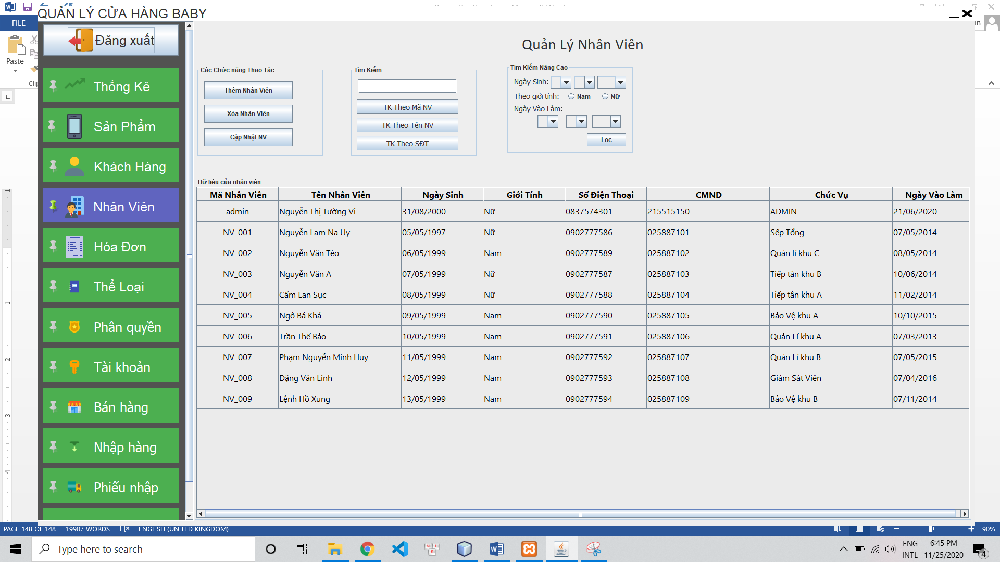 QUẢN LÝ CỬA HÀNG BABY
FILE
Paste
Đăng xuất
Thống Kê
Sản Phẩm
Khách Hàng
Nhân Viên
Hóa Đơn
Thể Loại
Phân quyền
Tài khoản
Bán hàng
Nhập hàng
Phiếu nhập
Quản Lý Nhân Viên
Các Chức năng Thao Tác
Thêm Nhân Viên
Xóa Nhân Viên
Cập Nhật NV
Tìm Kiếm
TK Theo Mã NV
TK Theo Tên NV
TK Theo SĐT
Tìm Kiếm Nâng Cao
Ngày Sinh:
Theo giới tính: Nam Nữ
Ngày Vào Làm:
Lọc
Dữ liệu của nhân viên
Mã Nhân Viên Tên Nhân Viên Ngày Sinh Giới Tính Số Điện Thoại CMND Chức Vụ Ngày Vào Làm
admin Nguyễn Thị Tường Vi 31/08/2000 Nữ 0837574301 215515150 ADMIN 21/06/2020
NV_001 Nguyễn Lam Na Uy 05/05/1997 Nữ 0902777586 025887101 Sếp Tổng 07/05/2014
NV_002 Nguyễn Văn Tèo 06/05/1999 Nam 0902777589 025887102 Quản lí khu C 08/05/2014
NV_003 Nguyễn Văn A 07/05/1999 Nữ 0902777587 025887103 Tiếp tân khu B 10/06/2014
NV_004 Cẩm Lan Sục 08/05/1999 Nữ 0902777588 025887104 Tiếp tân khu A 11/02/2014
NV_005 Ngô Bá Khá 09/05/1999 Nam 0902777590 025887105 Bảo Vệ khu A 10/10/2015
NV_006 Trần Thế Bảo 10/05/1999 Nam 0902777591 025887106 Quản Lí khu A 07/03/2013
NV_007 Phạm Nguyễn Minh Huy 11/05/1999 Nam 0902777592 025887107 Quản Lí khu B 07/05/2015
NV_008 Đặng Văn Linh 12/05/1999 Nam 0902777593 025887108 Giám Sát Viên 07/04/2016
NV_009 Lệnh Hồ Xung 13/05/1999 Nam 0902777594 025887109 Bảo Vệ khu B 07/11/2014
PAGE 148 OF 148 19907 WORDS ENGLISH (UNITED KINGDOM) 90%
Type here to search
ENG
INTL
6:45 PM
11/25/2020
4